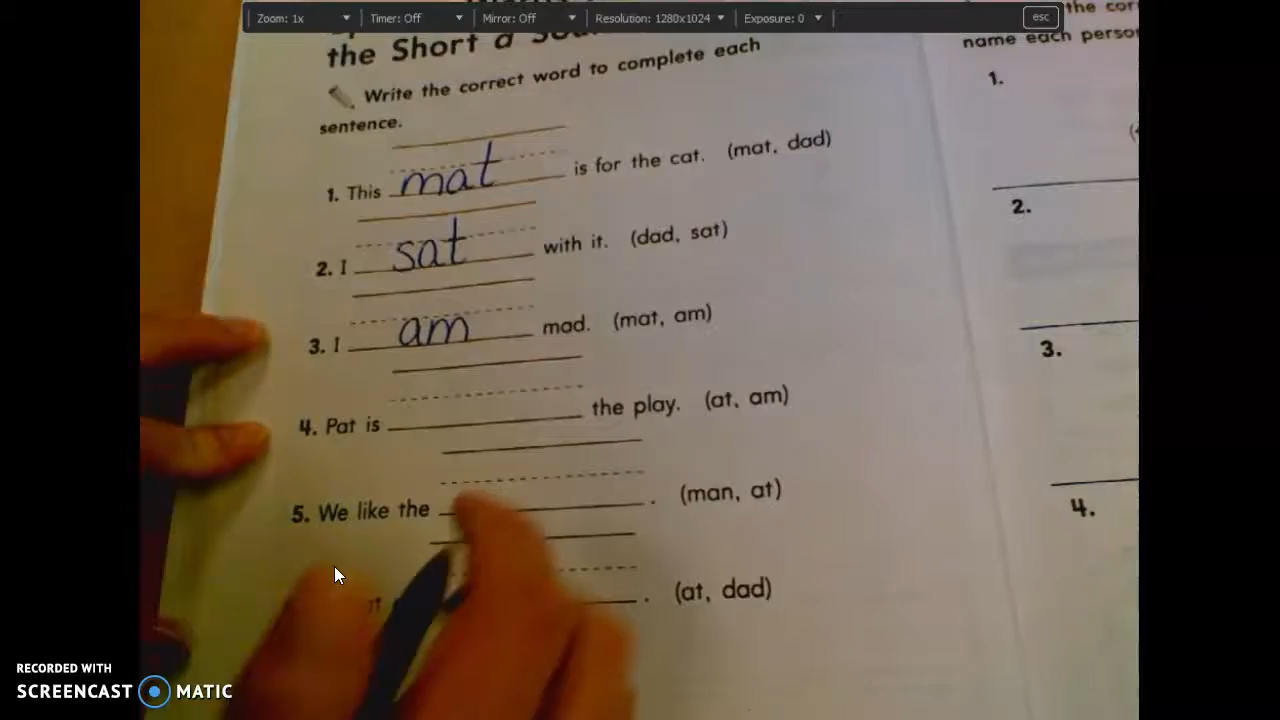 Zoom: 1x Timer: Off Mirror: Off Resolution: 1280x1024 Exposure: 0 esc
the Short a
Write the correct word to complete each
sentence.
1. This mat is for the cat. (mat, dad)
2. I sat with it. (dad, sat)
3. I am mad. (mat, am)
4. Pat is the play. (at, am)
5. We like the . (man, at)
. (at, dad)
the
name each
1.
2.
3.
4.
RECORDED WITH
SCREENCAST MATIC